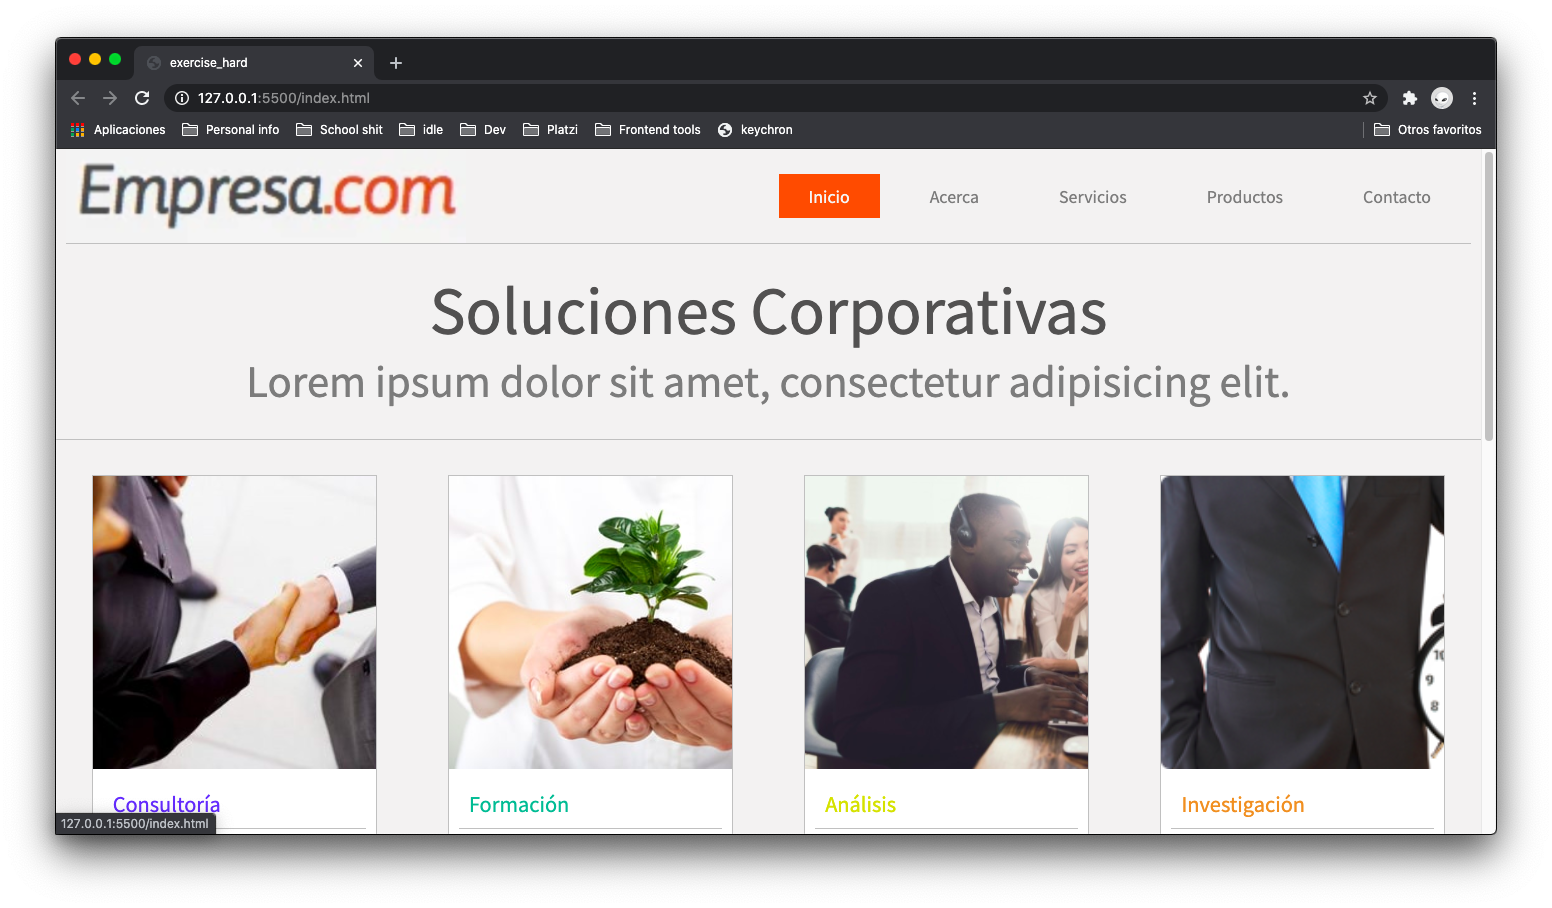 exercise_hard
127.0.0.1:5500/index.html
Aplicaciones Personal info School shit idle Dev Platzi Frontend tools keychron Otros favoritos
Empresa.com
Inicio Acerca Servicios Productos Contacto
Soluciones Corporativas
Lorem ipsum dolor sit amet, consectetur adipisicing elit.
10
9
8
Consultoría Formación Análisis Investigación
127.0.0.1:5500/index.html